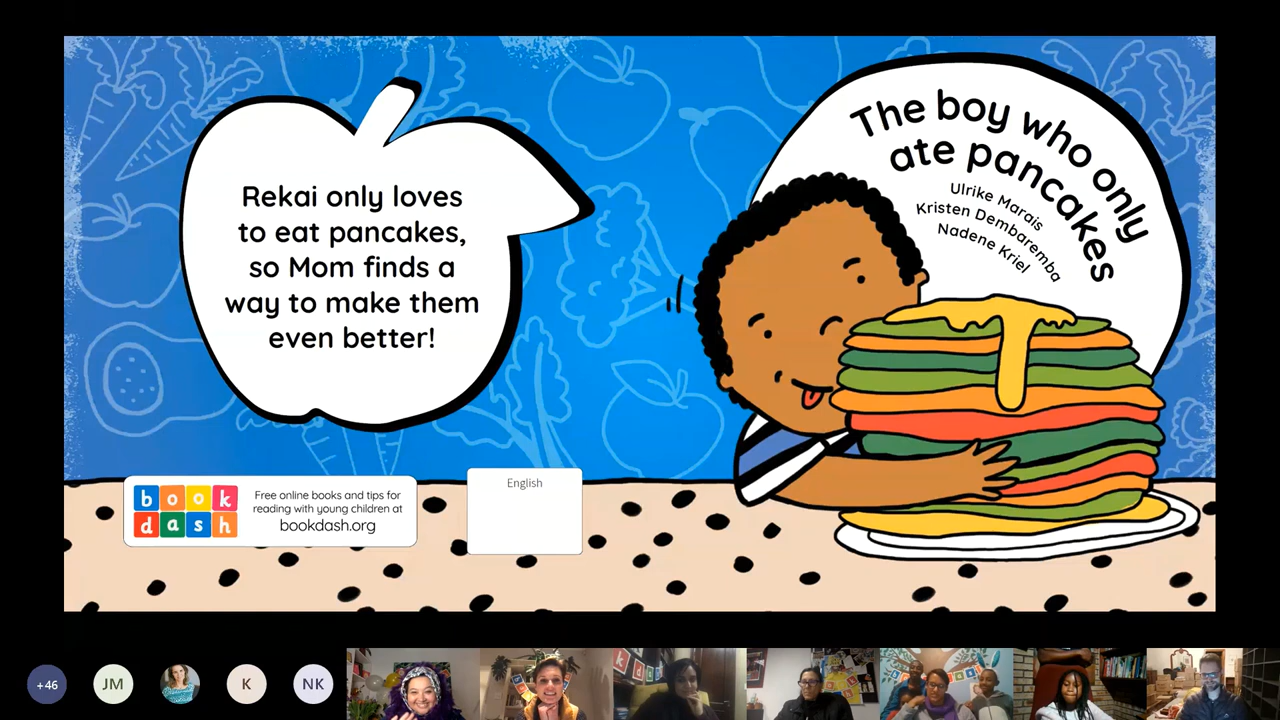 Rekai only loves
to eat pancakes,
so Mom finds a
way to make them
even better!
book
dash
Free online books and tips for
reading with young children at
bookdash.org
English
The boy who only
ate pancakes
Ulrike Marais
Kristen Dembaremba
Nadene Kriel
+46
JM
K
NK